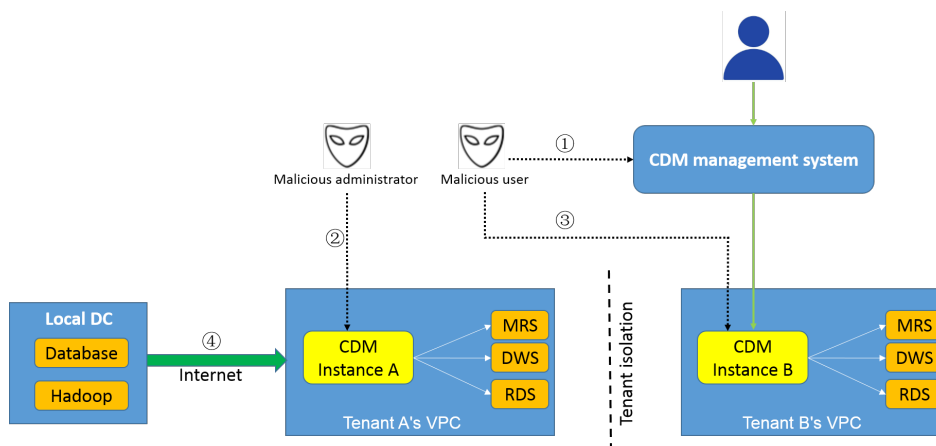 ①
CDM management system
Malicious administrator
Malicious user
②
③
Local DC
Database
Hadoop
④
Internet
CDM
Instance A
MRS
DWS
RDS
Tenant A's VPC
Tenant isolation
CDM
Instance B
MRS
DWS
RDS
Tenant B's VPC